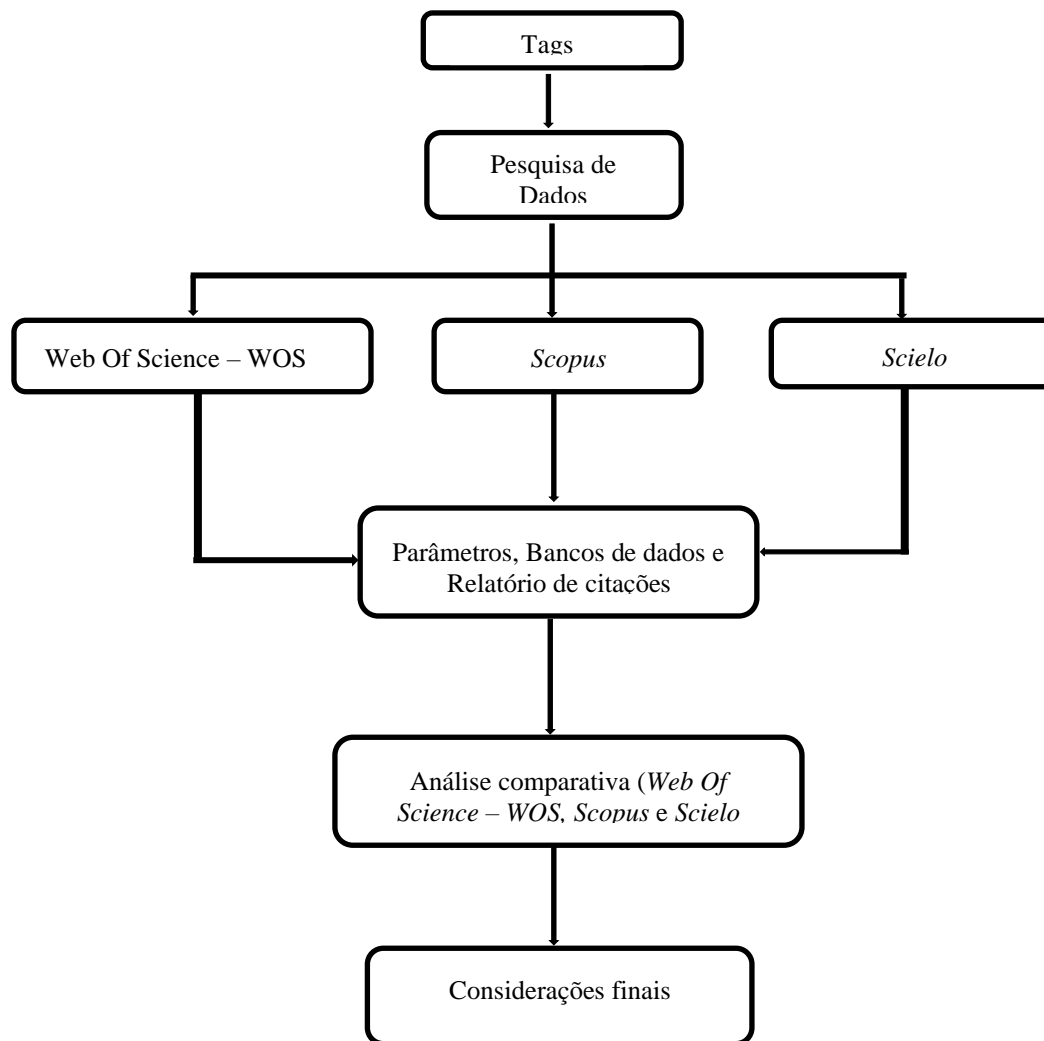 Tags
Pesquisa de
Dados
Web Of Science – WOS
Scopus
Scielo
Parâmetros, Bancos de dados e
Relatório de citações
Análise comparativa (Web Of
Science – WOS, Scopus e Scielo
Considerações finais